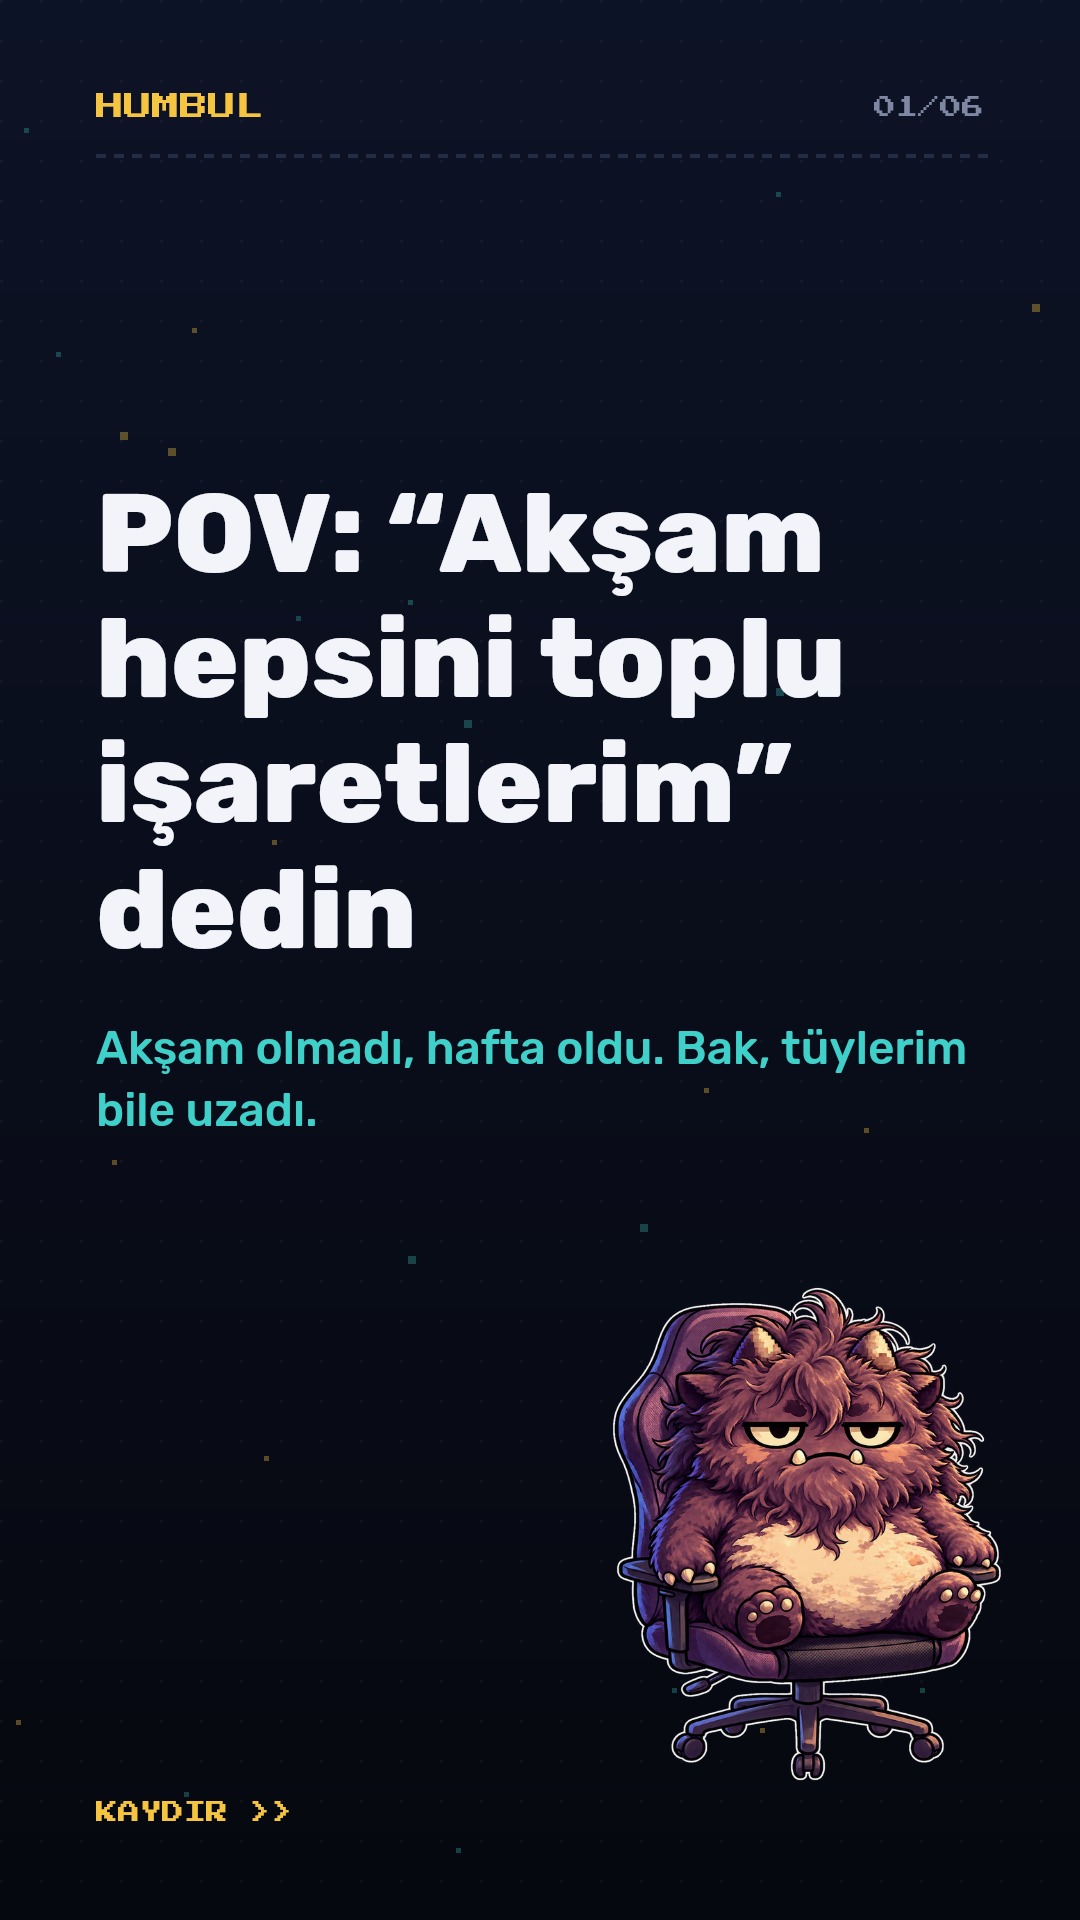 HUMBUL
01/06
POV: “Akşam
hepsini toplu
işaretlerim”
dedin
Akşam olmadı, hafta oldu. Bak, tüylerim
bile uzadı.
KAYDIR >>